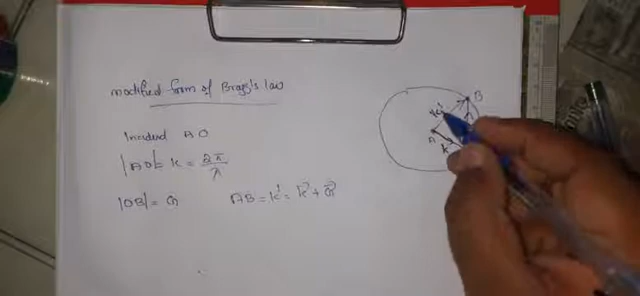 modified form of Bragg's law
Incident AO
|AO| = k = 2π/λ
|OB| = G
AB = k' = k⃗ + G⃗
B
k'
A
k